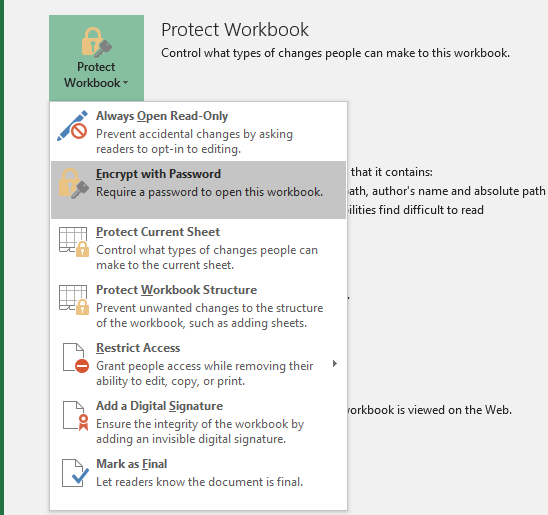 Protect Workbook
Control what types of changes people can make to this workbook.
Protect
Workbook
Always Open Read-Only
Prevent accidental changes by asking
readers to opt-in to editing.
Encrypt with Password
Require a password to open this workbook.
Protect Current Sheet
Control what types of changes people can
make to the current sheet.
Protect Workbook Structure
Prevent unwanted changes to the structure
of the workbook, such as adding sheets.
Restrict Access
Grant people access while removing their
ability to edit, copy, or print.
Add a Digital Signature
Ensure the integrity of the workbook by
adding an invisible digital signature.
Mark as Final
Let readers know the document is final.
that it contains:
path, author's name and absolute path
bilities find difficult to read
workbook is viewed on the Web.